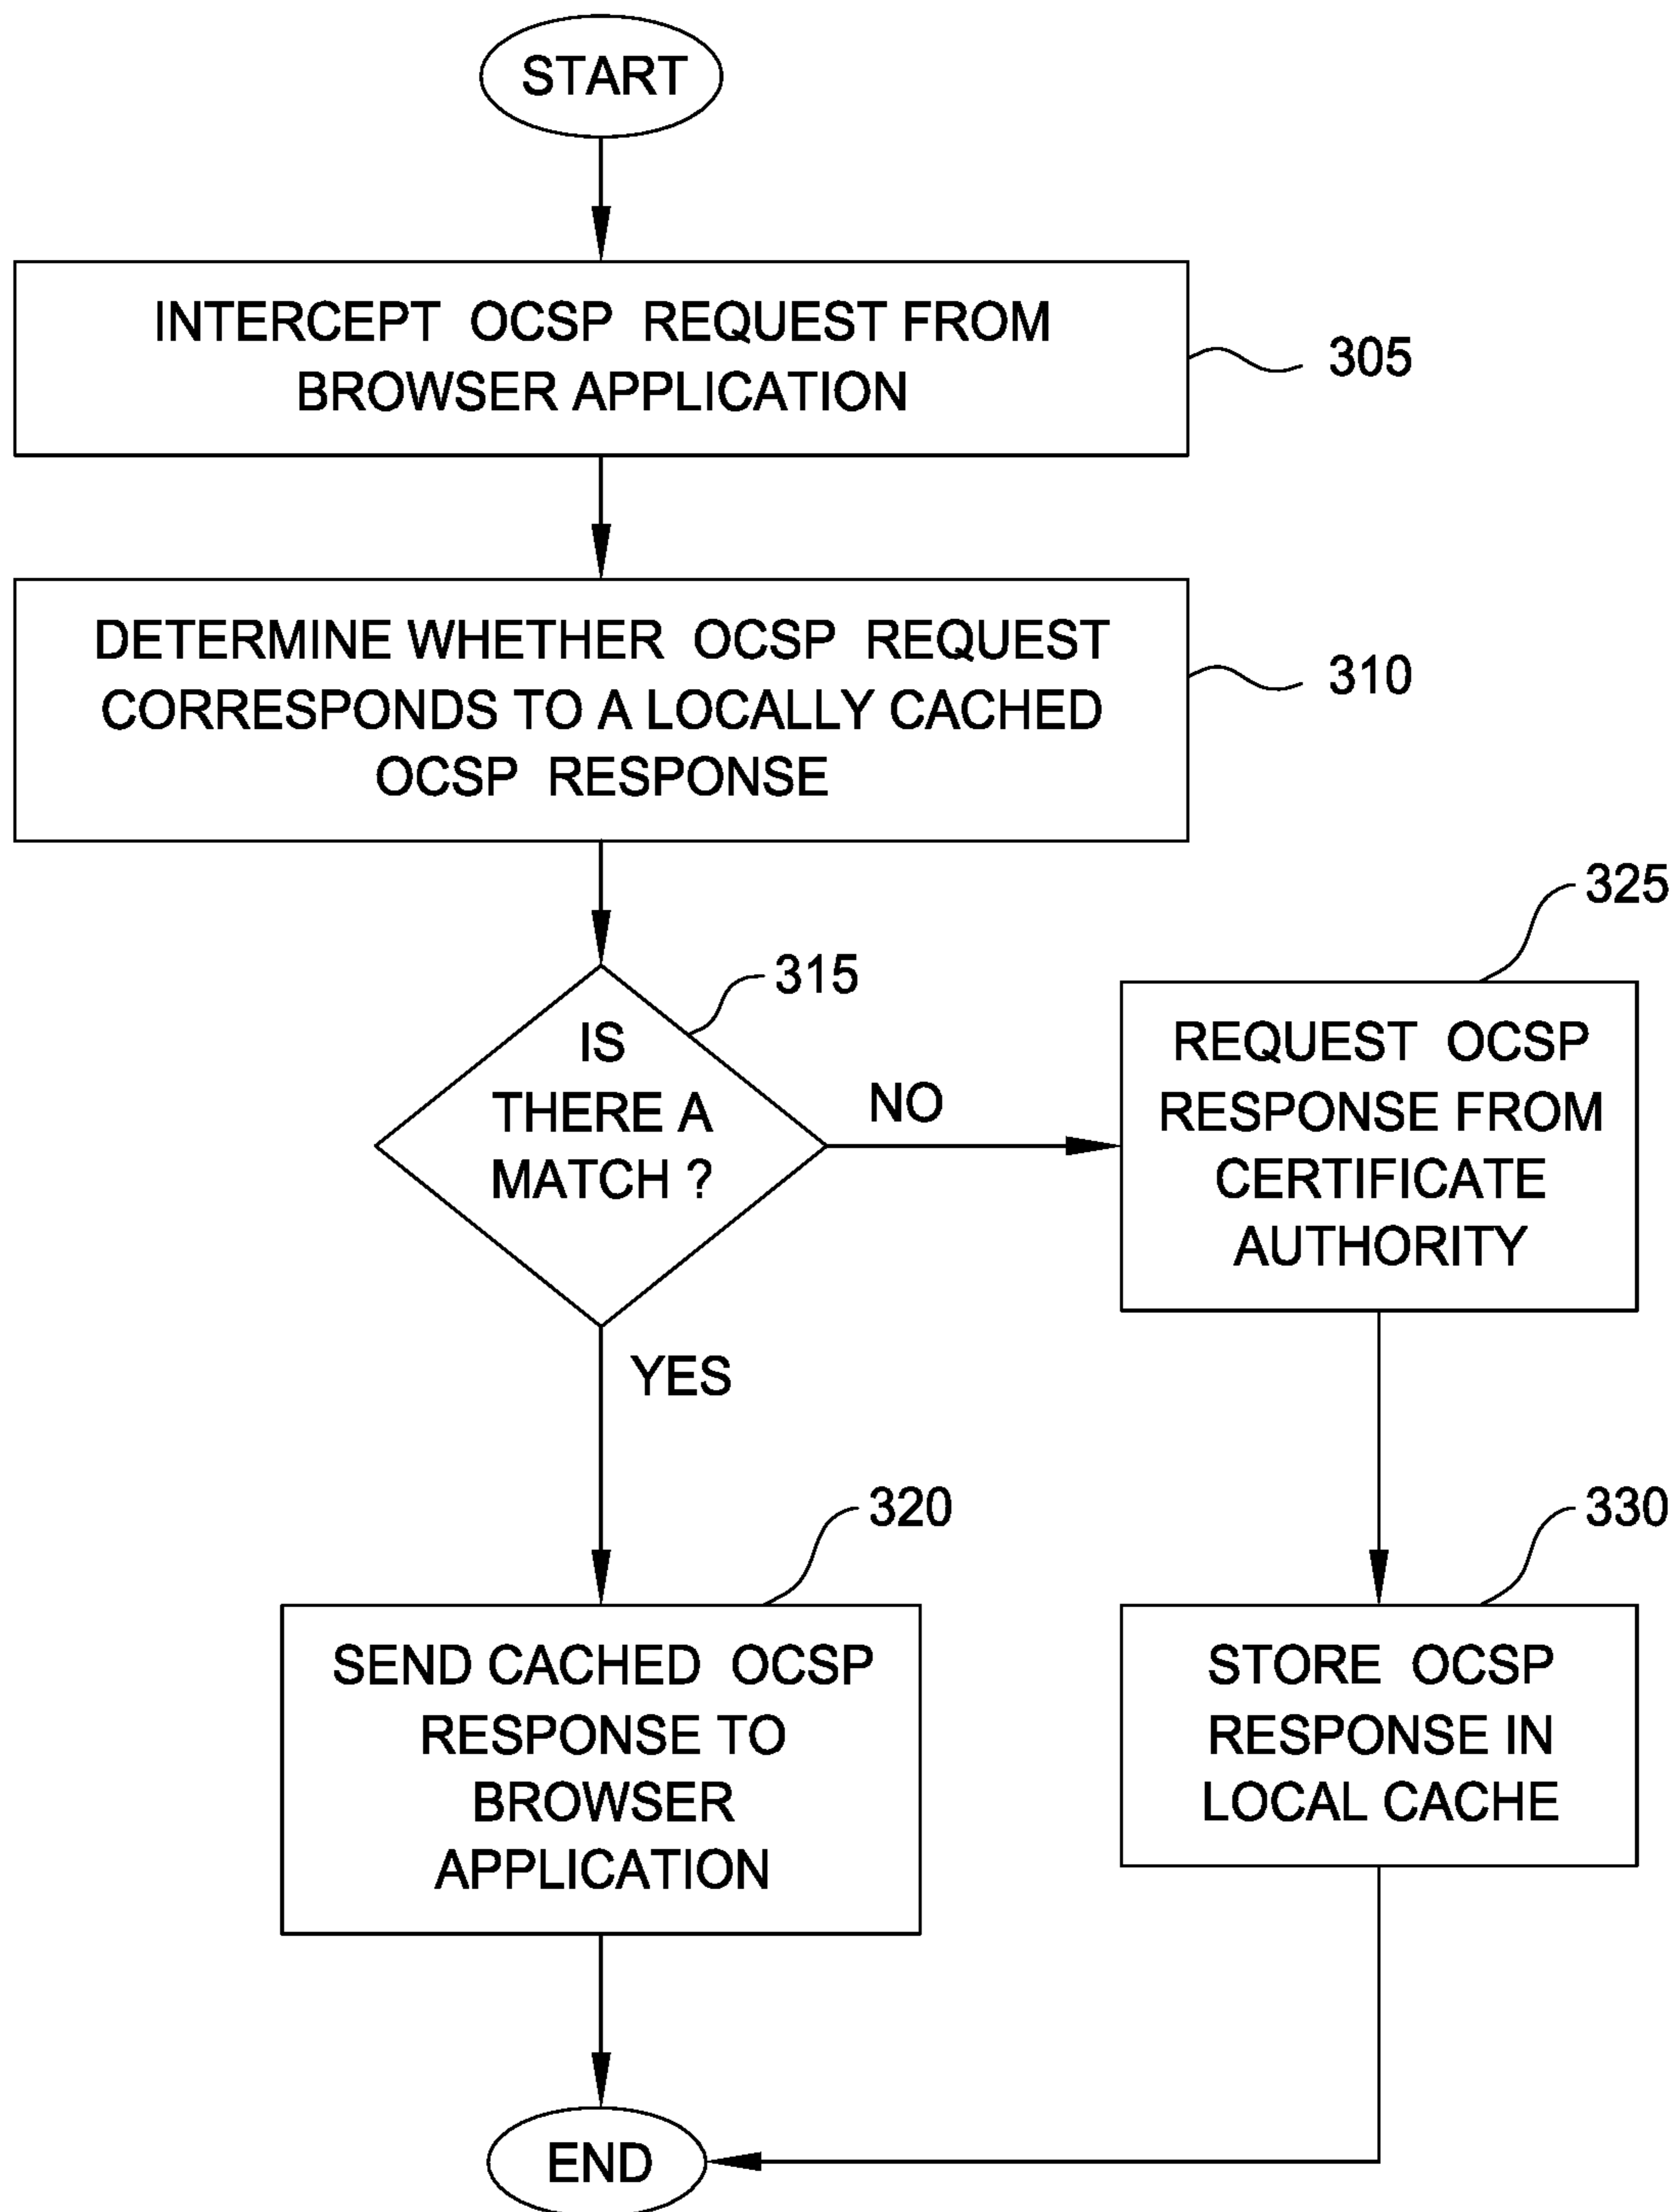 START
INTERCEPT OCSP REQUEST FROM
BROWSER APPLICATION
305
DETERMINE WHETHER OCSP REQUEST
CORRESPONDS TO A LOCALLY CACHED
OCSP RESPONSE
310
315
IS
THERE A
MATCH ?
NO
YES
325
REQUEST OCSP
RESPONSE FROM
CERTIFICATE
AUTHORITY
320
SEND CACHED OCSP
RESPONSE TO
BROWSER
APPLICATION
330
STORE OCSP
RESPONSE IN
LOCAL CACHE
END